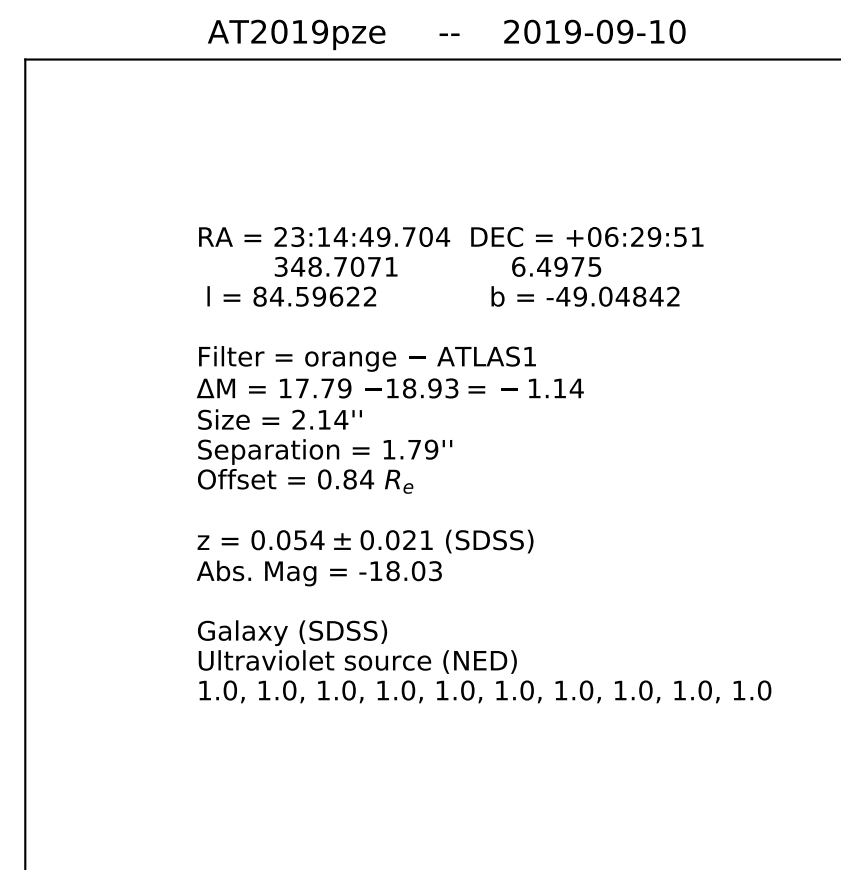 AT2019pze -- 2019-09-10
RA = 23:14:49.704 DEC = +06:29:51
348.7071 6.4975
l = 84.59622 b = -49.04842
Filter = orange − ATLAS1
ΔM = 17.79 −18.93 = − 1.14
Size = 2.14''
Separation = 1.79''
Offset = 0.84 Rₑ
z = 0.054 ± 0.021 (SDSS)
Abs. Mag = -18.03
Galaxy (SDSS)
Ultraviolet source (NED)
1.0, 1.0, 1.0, 1.0, 1.0, 1.0, 1.0, 1.0, 1.0, 1.0